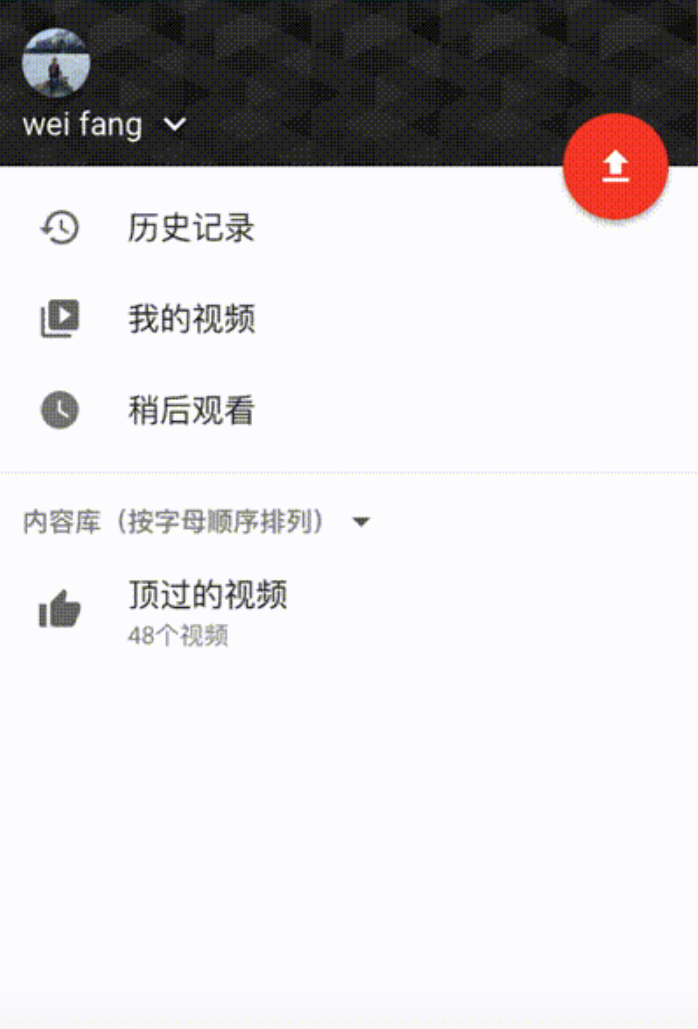 wei fang
历史记录
我的视频
稍后观看
内容库（按字母顺序排列）
顶过的视频
48个视频